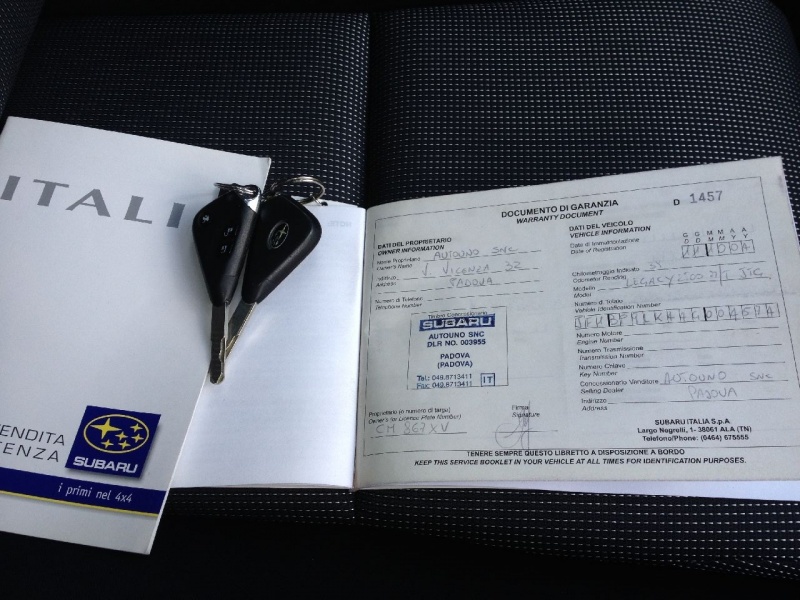 ITALI
ENDITA
TENZA
SUBARU
i primi nel 4x4
DOCUMENTO DI GARANZIA
WARRANTY DOCUMENT
D 1457
DATI DEL PROPRIETARIO
OWNER INFORMATION
Nome Proprietario AUTOUNO SNC
Owner's Name
Indirizzo V. VICENZA 32
Address PADOVA
Numero di Telefono
Telephone Number
Timbro Concessionario
SUBARU
AUTOUNO SNC
DLR NO. 003955
PADOVA
(PADOVA)
Tel.: 049.8713411
Fax: 049.8713411 IT
Proprietario (o numero di targa)
Owner's (or Licence Plate Number)
Firma
Signature
DATI DEL VEICOLO
VEHICLE INFORMATION
Data di Immatricolazione
Date of Registration
G G M M A A
D D M M Y Y
Chilometraggio Indicato
Odometer Reading
Modello LEGACY
Model
Numero di Telaio
Vehicle Identification Number
Numero Motore
Engine Number
Numero Trasmissione
Transmission Number
Numero Chiave
Key Number
Concessionario Venditore AUTOUNO SNC
Selling Dealer PADOVA
Indirizzo
Address
SUBARU ITALIA S.p.A
Largo Negrelli, 1- 38061 ALA (TN)
Telefono/Phone: (0464) 675555
TENERE SEMPRE QUESTO LIBRETTO A DISPOSIZIONE A BORDO
KEEP THIS SERVICE BOOKLET IN YOUR VEHICLE AT ALL TIMES FOR IDENTIFICATION PURPOSES.